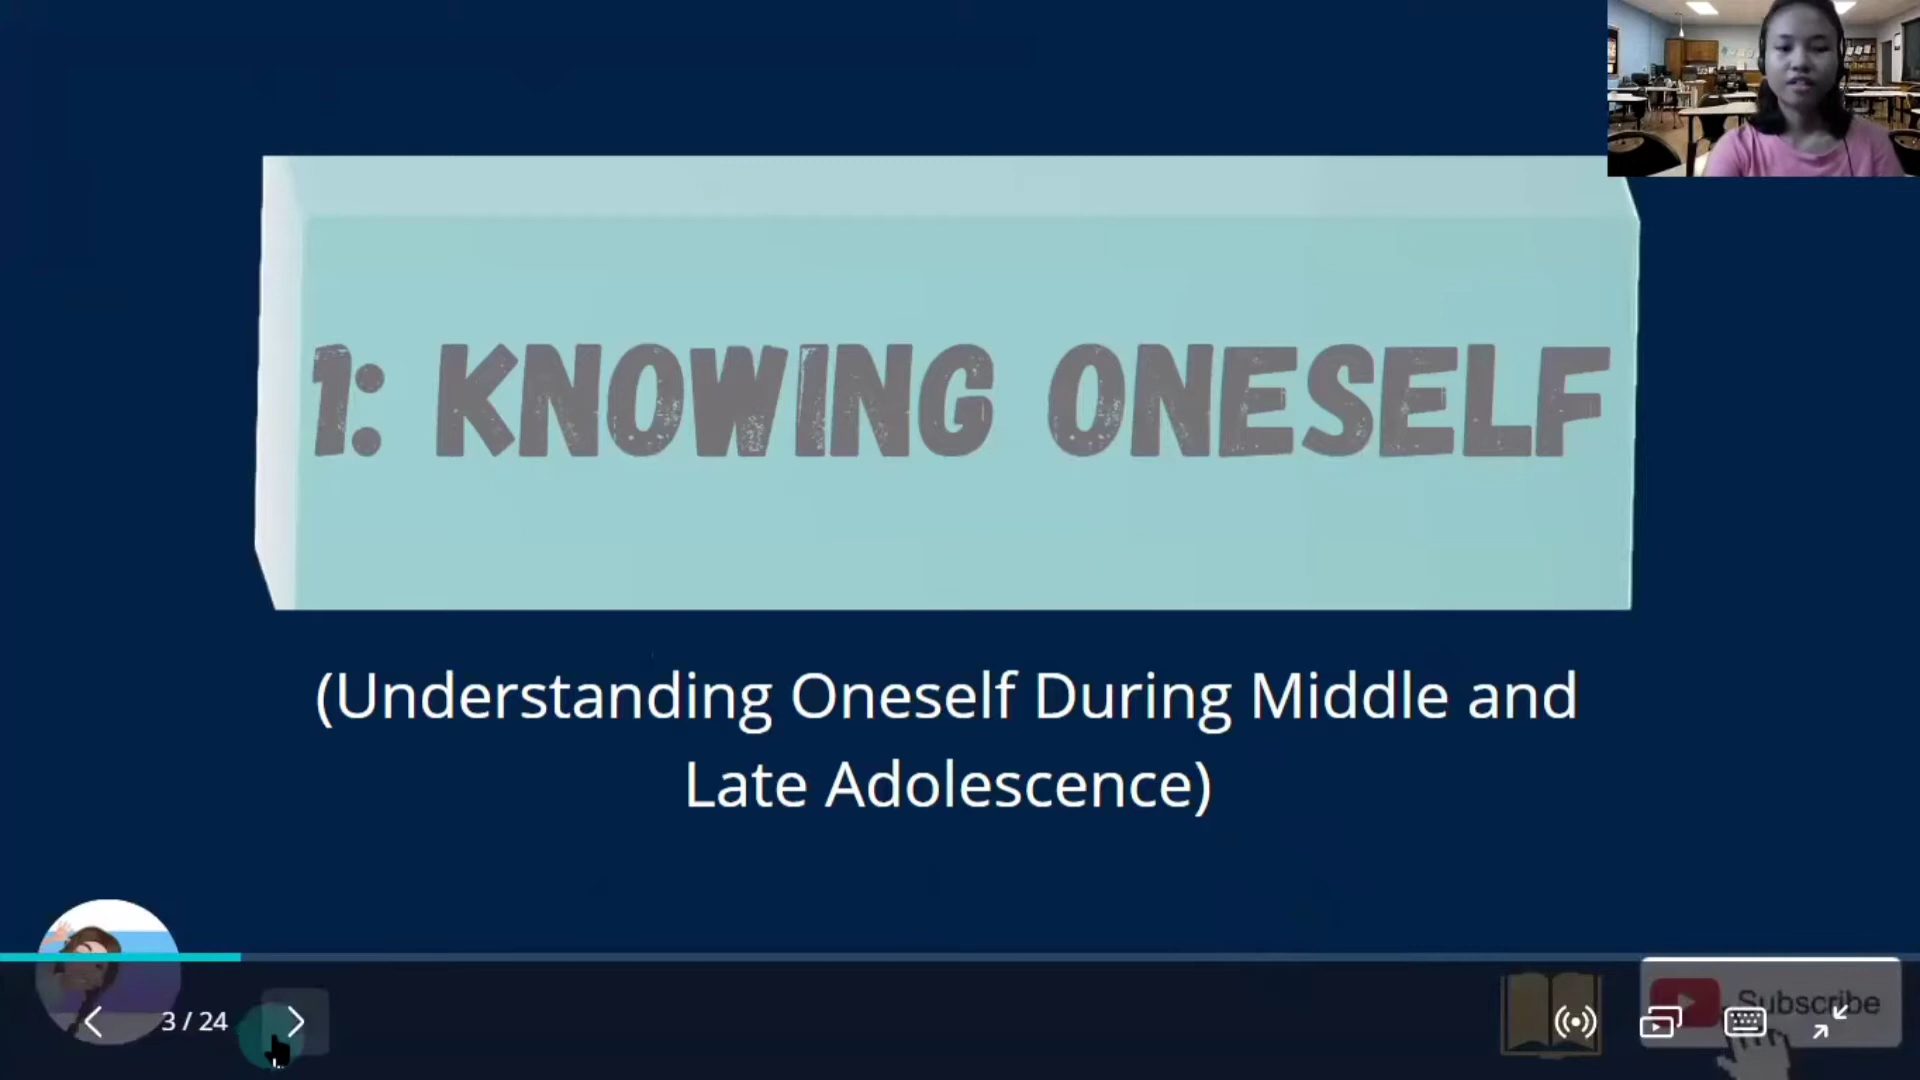 1: KNOWING ONESELF
(Understanding Oneself During Middle and
Late Adolescence)
3 / 24
Subscribe